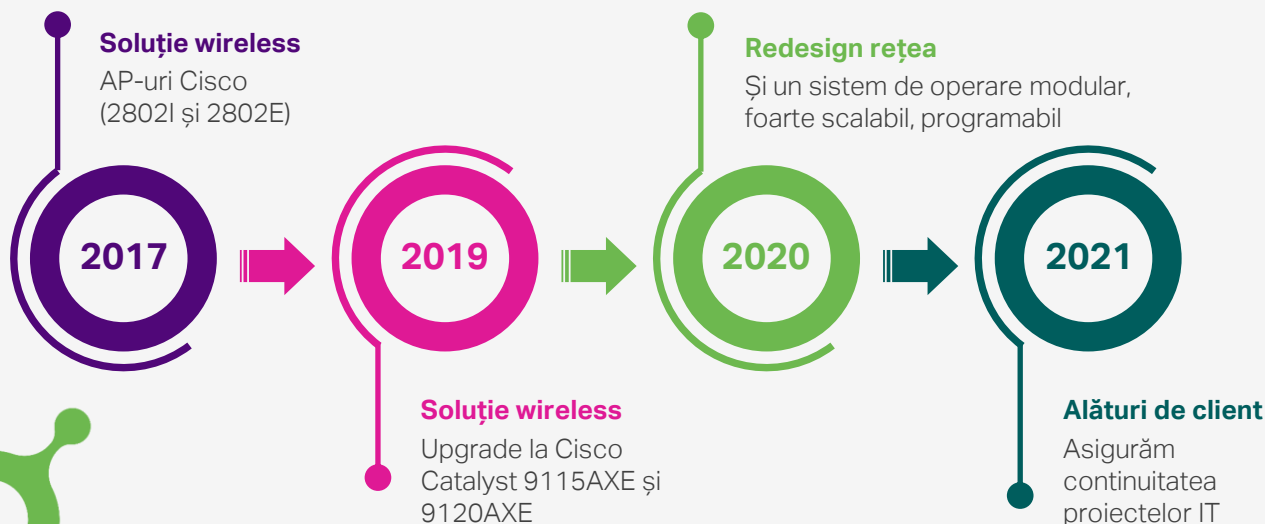 Soluție wireless
AP-uri Cisco
(2802I și 2802E)
2017
2019
Soluție wireless
Upgrade la Cisco
Catalyst 9115AXE și
9120AXE
Redesign rețea
Și un sistem de operare modular,
foarte scalabil, programabil
2020
2021
Alături de client
Asigurăm
continuitatea
proiectelor IT